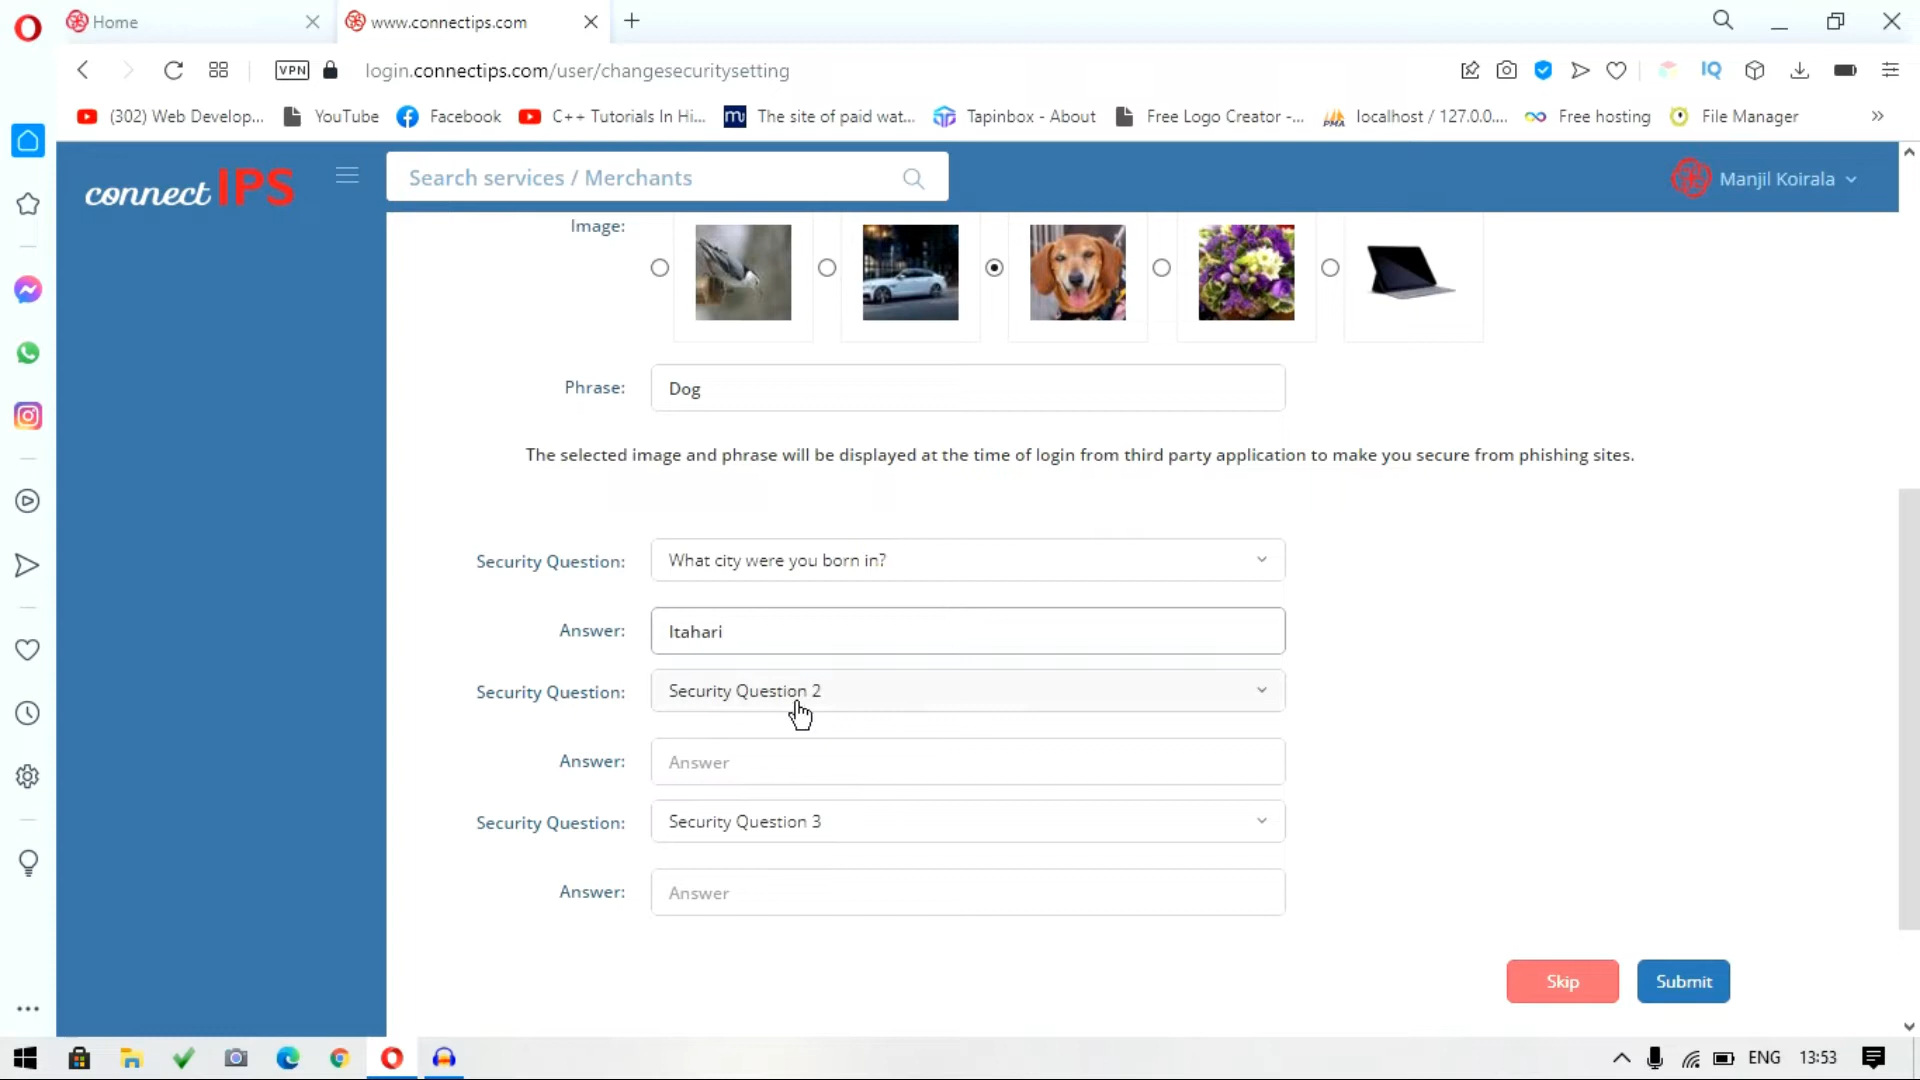 Home
www.connectips.com
VPN
login.connectips.com/user/changesecuritysetting
IQ
(302) Web Develop...
YouTube
Facebook
C++ Tutorials In Hi...
The site of paid wat...
Tapinbox - About
Free Logo Creator -...
localhost / 127.0.0....
Free hosting
File Manager
connectIPS
Search services / Merchants
Manjil Koirala
Image:
Phrase:
Dog
The selected image and phrase will be displayed at the time of login from third party application to make you secure from phishing sites.
Security Question:
What city were you born in?
Answer:
Itahari
Security Question:
Security Question 2
Answer:
Answer
Security Question:
Security Question 3
Answer:
Answer
Skip
Submit
ENG
13:53